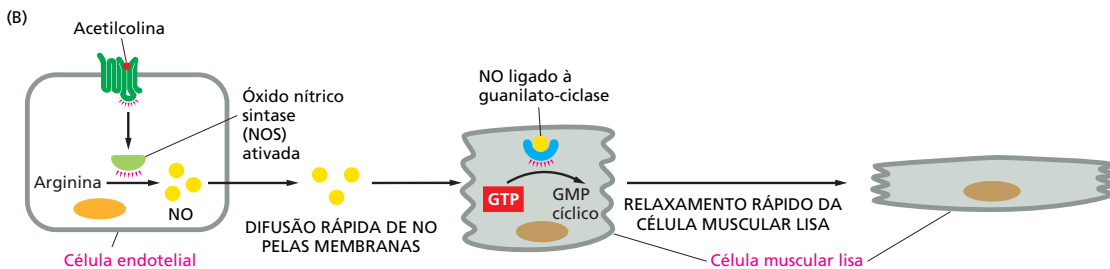 (B)
Acetilcolina
Óxido nítrico
sintase
(NOS)
ativada
Arginina
NO
Célula endotelial
DIFUSÃO RÁPIDA DE NO
PELAS MEMBRANAS
NO ligado à
guanilato-ciclase
GTP
GMP
cíclico
RELAXAMENTO RÁPIDO DA
CÉLULA MUSCULAR LISA
Célula muscular lisa